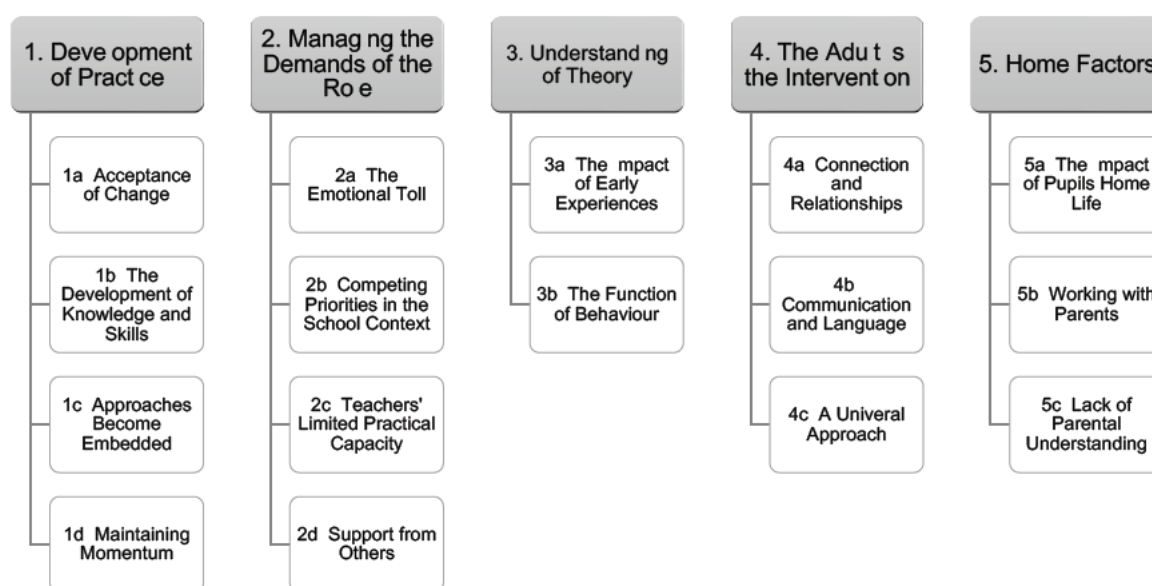 1. Deve opment
of Pract ce
1a Acceptance
of Change
1b The
Development of
Knowledge and
Skills
1c Approaches
Become
Embedded
1d Maintaining
Momentum
2. Manag ng the
Demands of the
Ro e
2a The
Emotional Toll
2b Competing
Priorities in the
School Context
2c Teachers'
Limited Practical
Capacity
2d Support from
Others
3. Understand ng
of Theory
3a The mpact
of Early
Experiences
3b The Function
of Behaviour
4. The Adu t s
the Intervent on
4a Connection
and
Relationships
4b
Communication
and Language
4c A Univeral
Approach
5. Home Factors
5a The mpact
of Pupils Home
Life
5b Working with
Parents
5c Lack of
Parental
Understanding